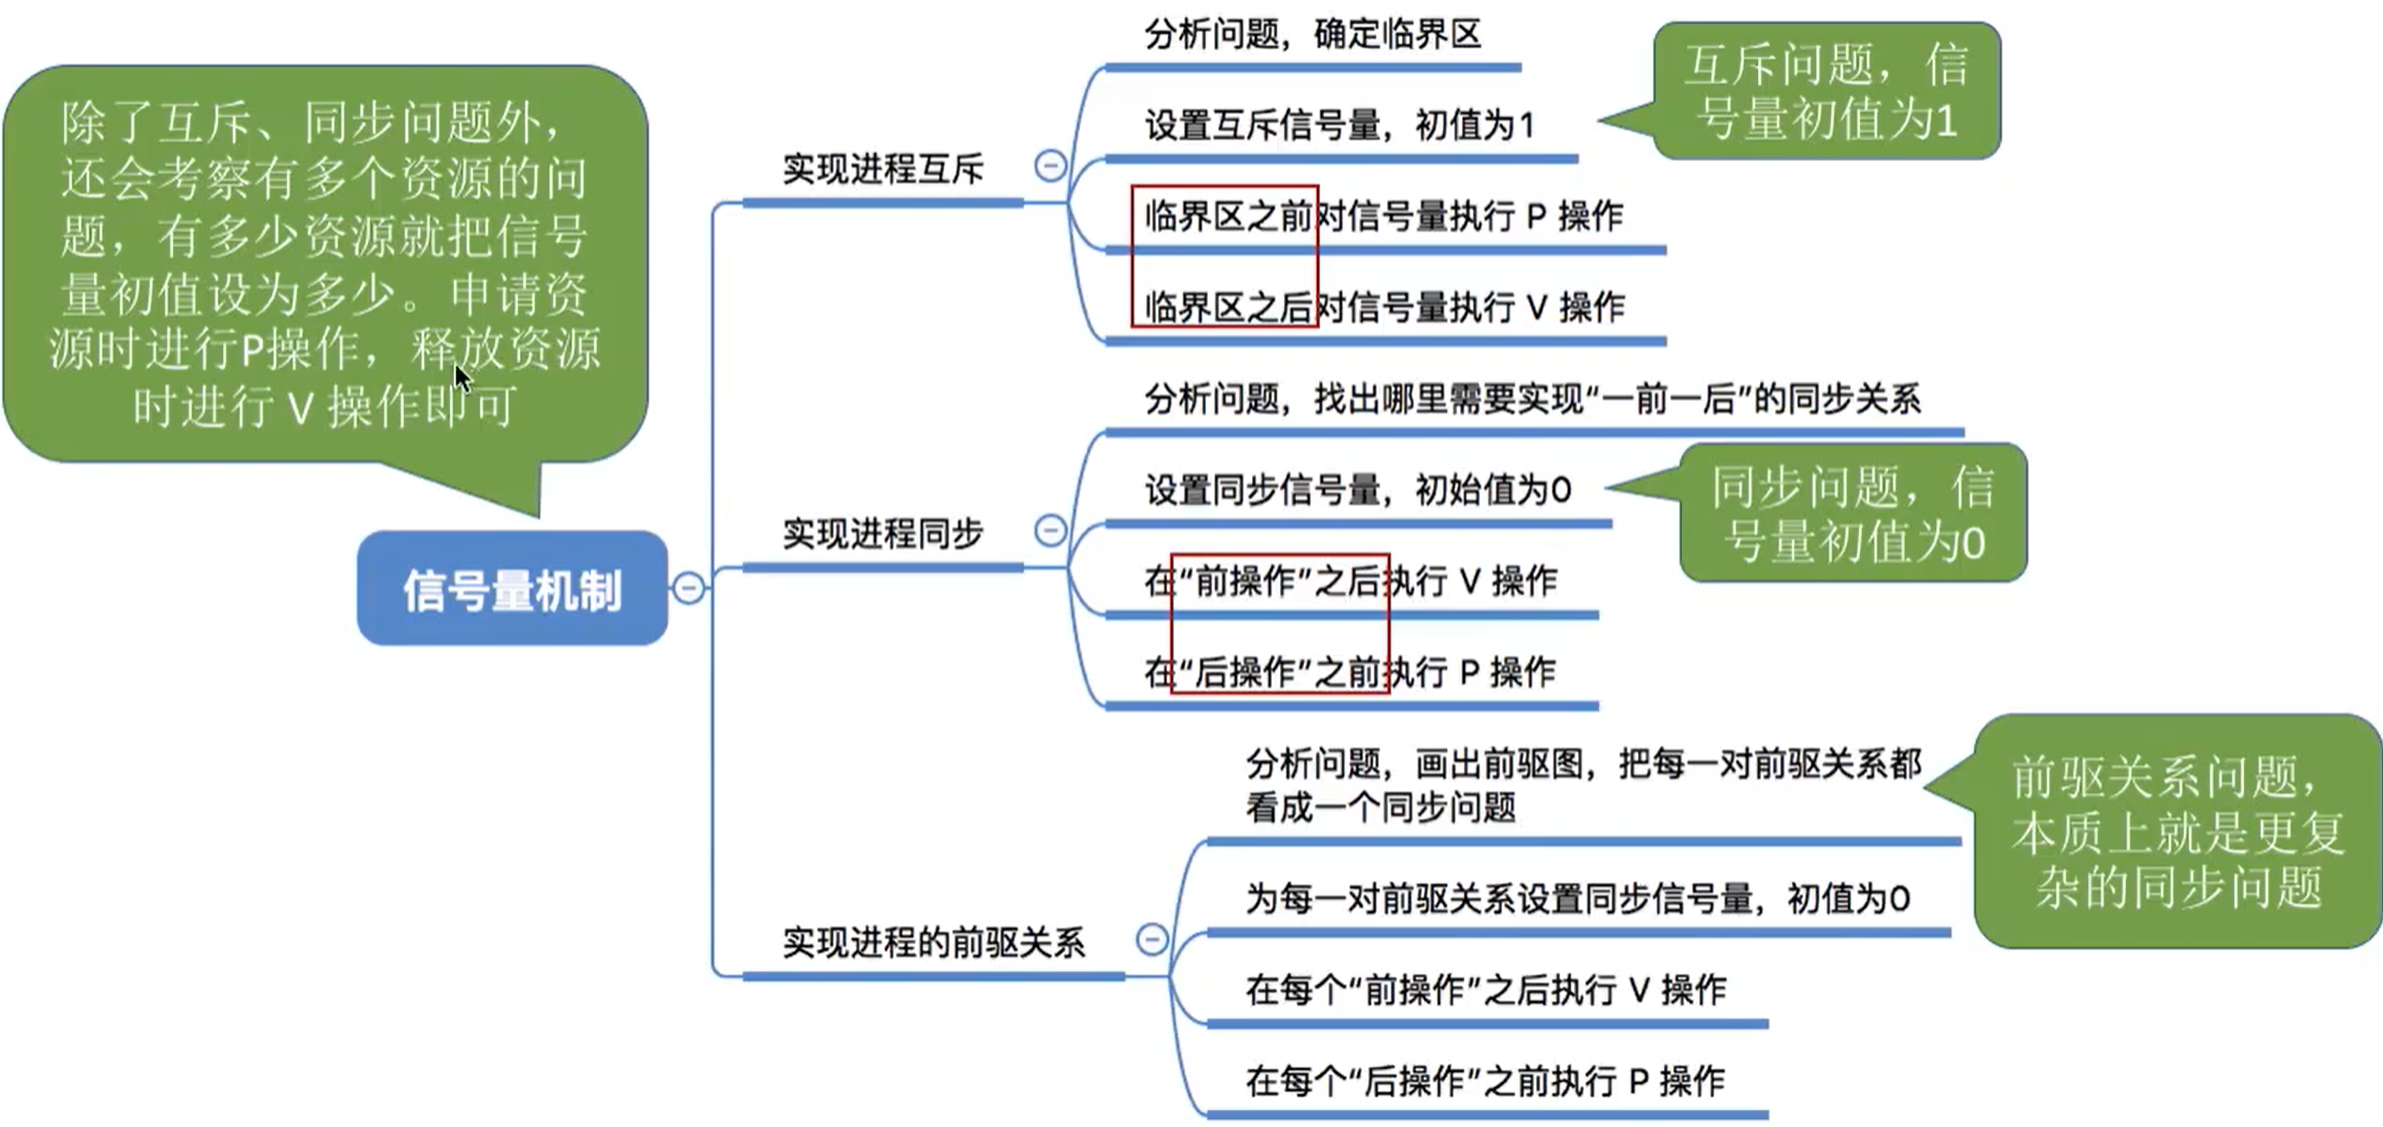 除了互斥、同步问题外，
还会考察有多个资源的问
题，有多少资源就把信号
量初值设为多少。申请资
源时进行P操作，释放资源
时进行 V 操作即可
信号量机制
实现进程互斥
分析问题，确定临界区
设置互斥信号量，初值为1
互斥问题，信
号量初值为1
临界区之前对信号量执行 P 操作
临界区之后对信号量执行 V 操作
实现进程同步
分析问题，找出哪里需要实现“一前一后”的同步关系
设置同步信号量，初始值为0
同步问题，信
号量初值为0
在“前操作”之后执行 V 操作
在“后操作”之前执行 P 操作
实现进程的前驱关系
分析问题，画出前驱图，把每一对前驱关系都
看成一个同步问题
前驱关系问题，
本质上就是更复
杂的同步问题
为每一对前驱关系设置同步信号量，初值为0
在每个“前操作”之后执行 V 操作
在每个“后操作”之前执行 P 操作